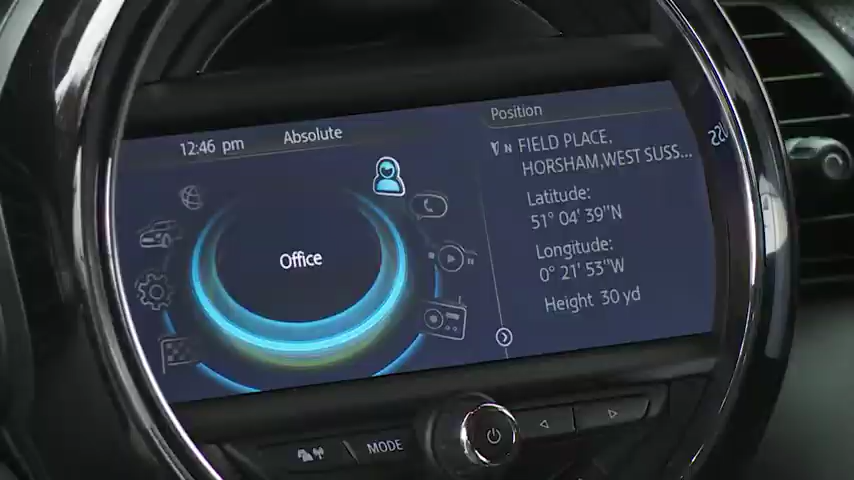 12:46 pm
Absolute
Office
Position
N FIELD PLACE,
HORSHAM,WEST SUSS...
Latitude:
51° 04' 39"N
Longitude:
0° 21' 53"W
Height 30 yd
MODE